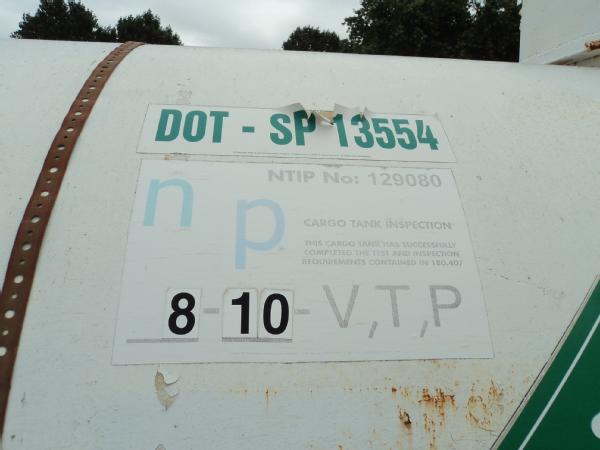 DOT - SP 13554
NTIP No: 129080
np
CARGO TANK INSPECTION
THIS CARGO TANK HAS SUCCESSFULLY
COMPLETED THE TEST AND INSPECTION
REQUIREMENTS CONTAINED IN 180.407
8-10-V,T,P